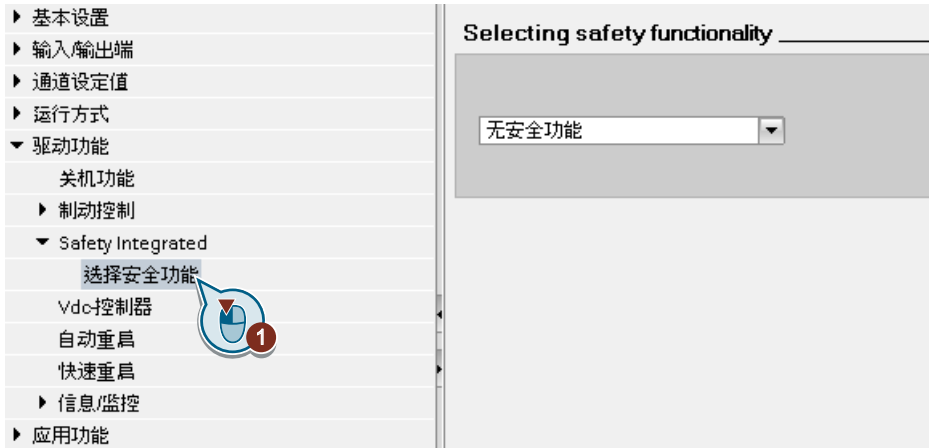 基本设置
输入/输出端
通道设定值
运行方式
驱动功能
关机功能
制动控制
Safety Integrated
选择安全功能
Vdc-控制器
自动重启
快速重启
信息/监控
应用功能
Selecting safety functionality
无安全功能
1